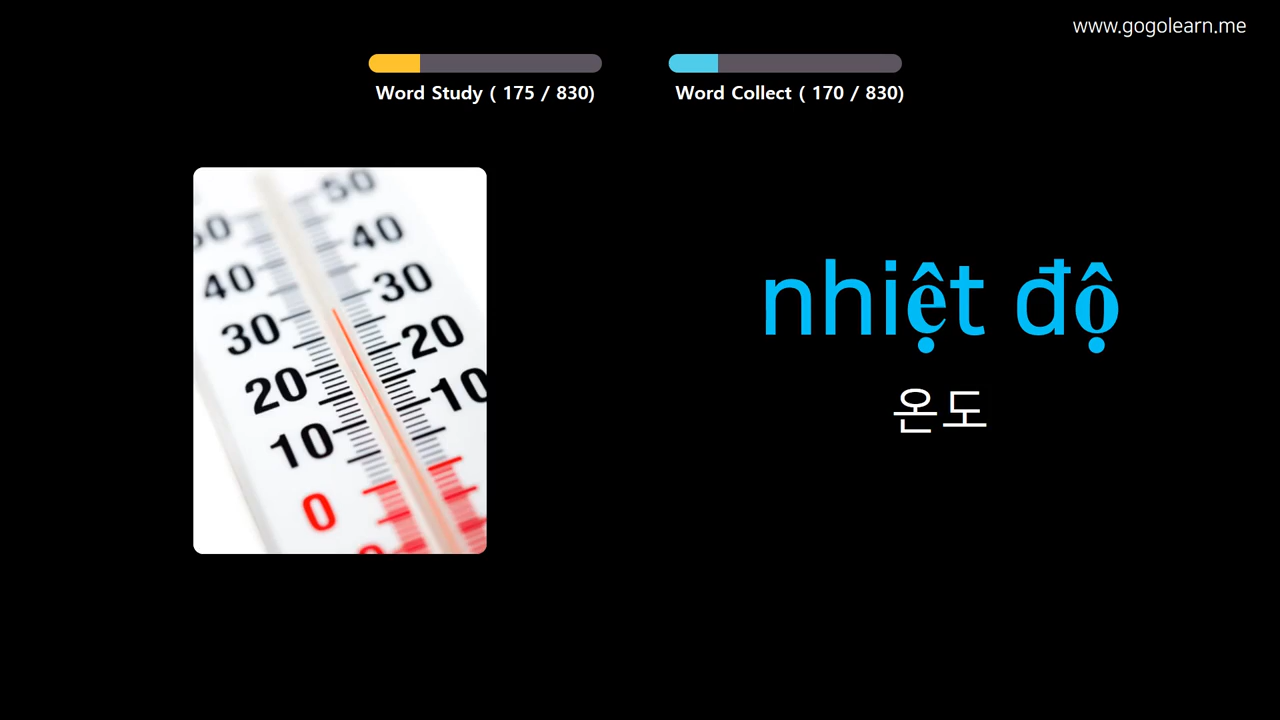 www.gogolearn.me
Word Study ( 175 / 830)
Word Collect ( 170 / 830)
nhiệt độ
온도
50
40
40
30
30
20
20
10
10
0